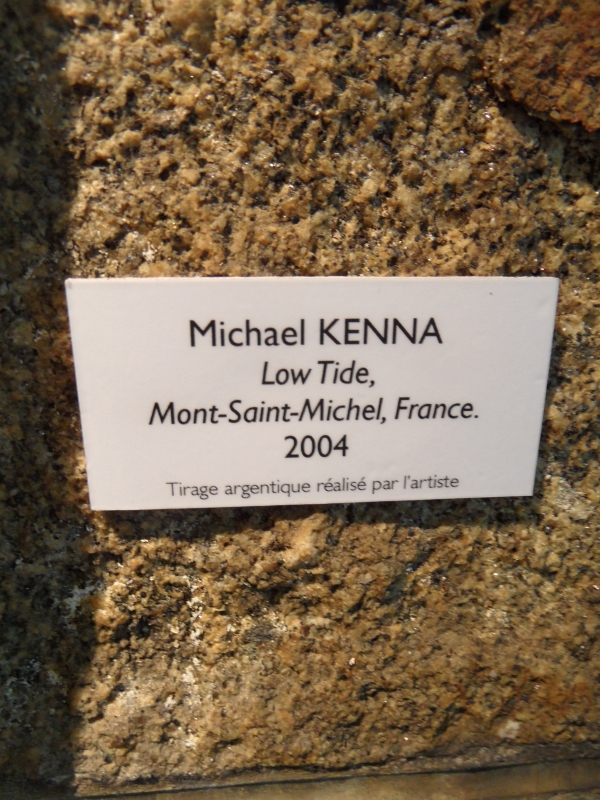 Michael KENNA
Low Tide,
Mont-Saint-Michel, France.
2004
Tirage argentique réalisé par l'artiste